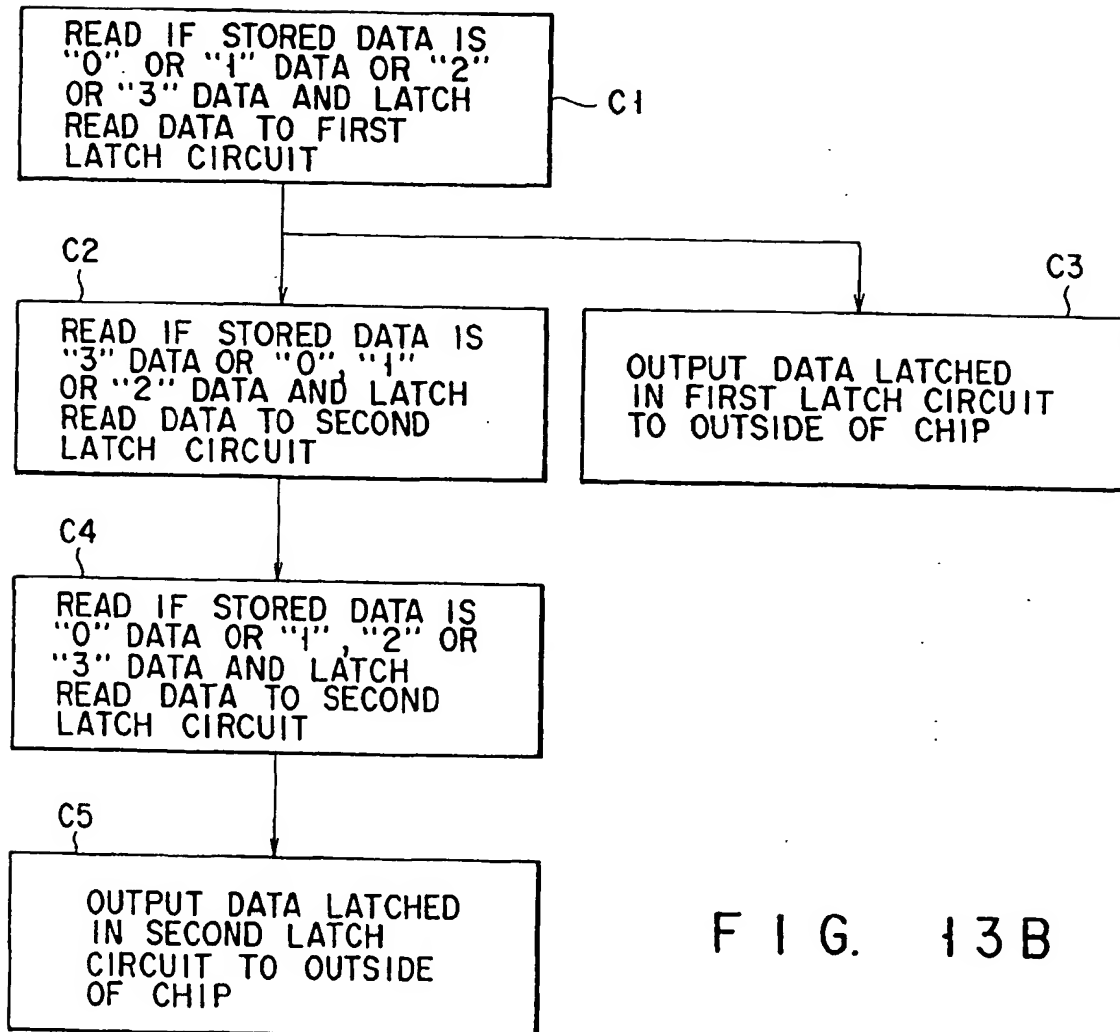 READ IF STORED DATA IS
"0" OR "1" DATA OR "2"
OR "3" DATA AND LATCH
READ DATA TO FIRST
LATCH CIRCUIT
C1
C2
READ IF STORED DATA IS
"3" DATA OR "0", "1"
OR "2" DATA AND LATCH
READ DATA TO SECOND
LATCH CIRCUIT
C3
OUTPUT DATA LATCHED
IN FIRST LATCH CIRCUIT
TO OUTSIDE OF CHIP
C4
READ IF STORED DATA IS
"0" DATA OR "1", "2" OR
"3" DATA AND LATCH
READ DATA TO SECOND
LATCH CIRCUIT
C5
OUTPUT DATA LATCHED
IN SECOND LATCH
CIRCUIT TO OUTSIDE
OF CHIP
FIG. 13B